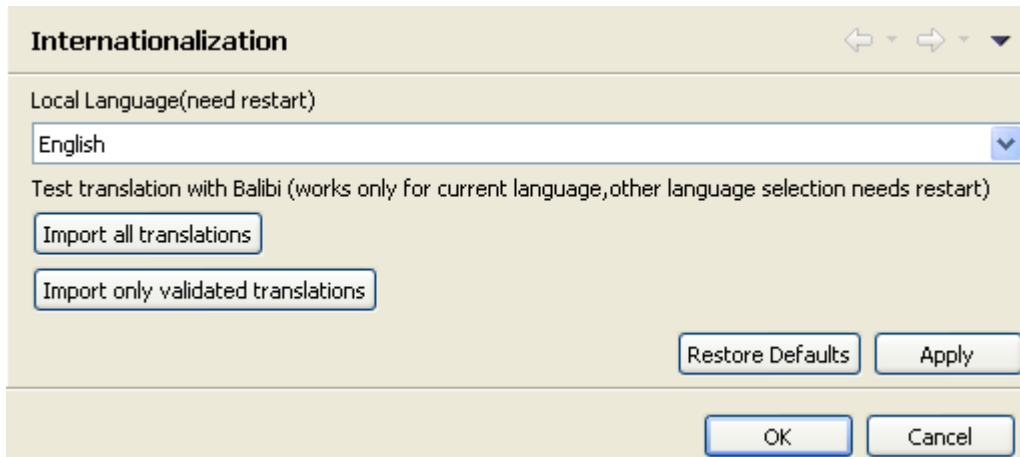 Internationalization
Local Language(need restart)
English
Test translation with Balibi (works only for current language,other language selection needs restart)
Import all translations
Import only validated translations
Restore Defaults Apply
OK Cancel